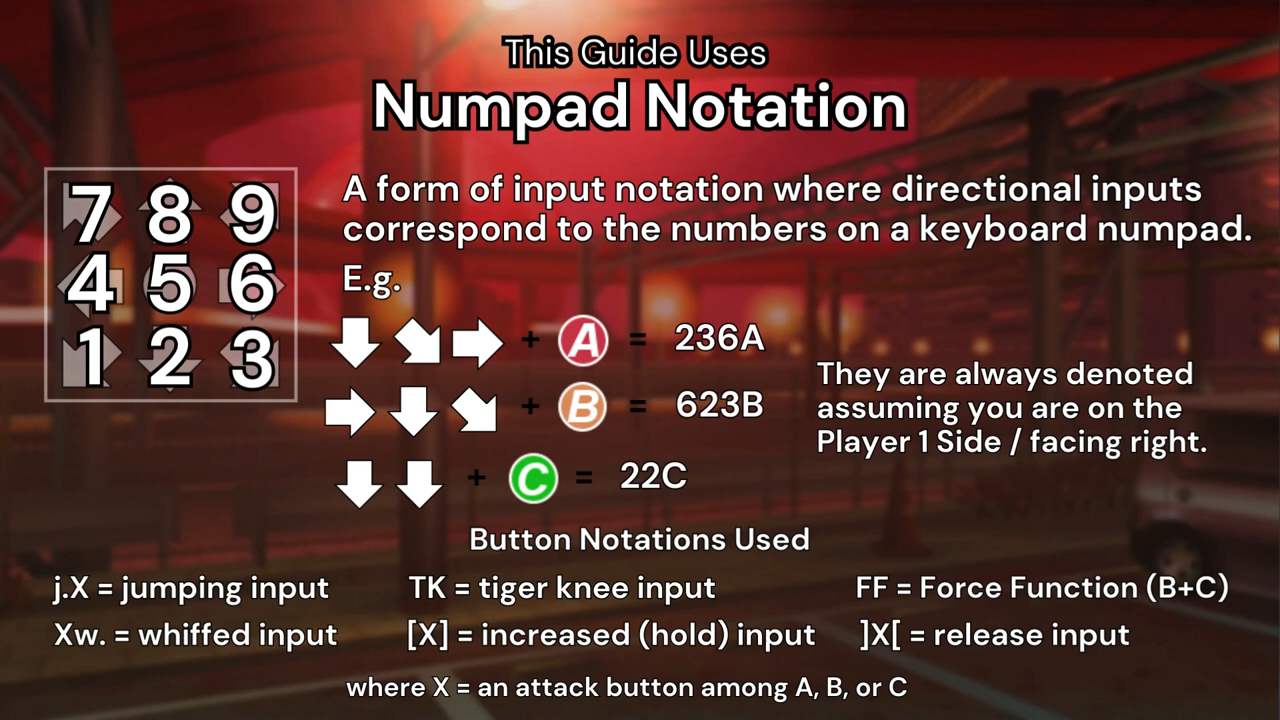 This Guide Uses
Numpad Notation
7 8 9
4 5 6
1 2 3
A form of input notation where directional inputs
correspond to the numbers on a keyboard numpad.
E.g.
+ A = 236A
+ B = 623B
+ C = 22C
They are always denoted
assuming you are on the
Player 1 Side / facing right.
Button Notations Used
j.X = jumping input TK = tiger knee input FF = Force Function (B+C)
Xw. = whiffed input [X] = increased (hold) input ]X[ = release input
where X = an attack button among A, B, or C